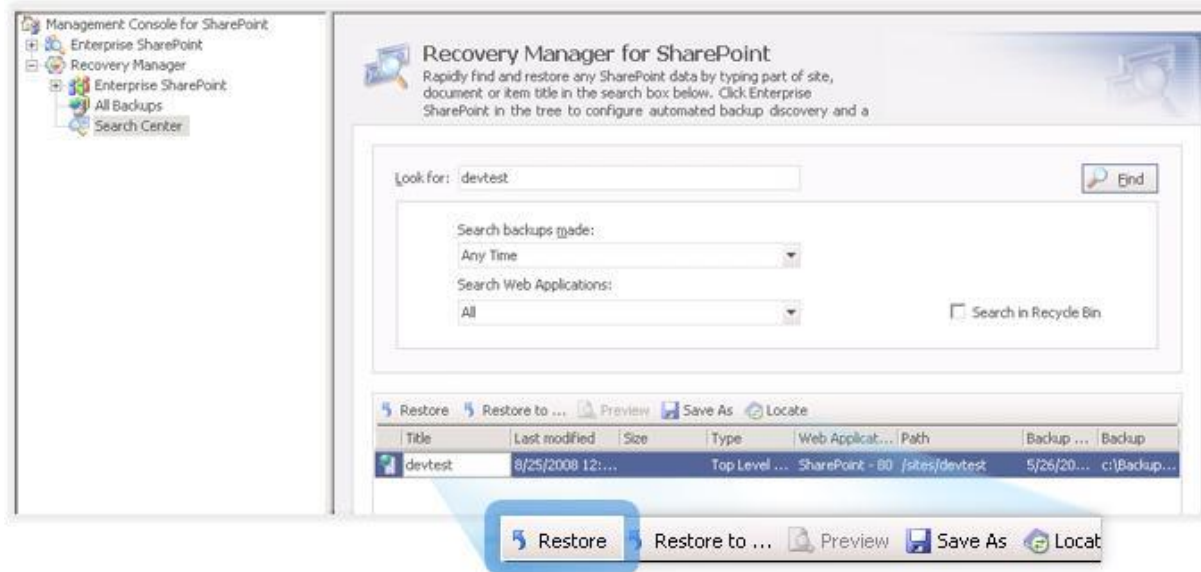 Management Console for SharePoint
Enterprise SharePoint
Recovery Manager
Enterprise SharePoint
All Backups
Search Center
Recovery Manager for SharePoint
Rapidly find and restore any SharePoint data by typing part of site,
document or item title in the search box below. Click Enterprise
SharePoint in the tree to configure automated backup discovery and a
Look for: devtest
Find
Search backups made:
Any Time
Search Web Applications:
All
Search in Recycle Bin
Restore Restore to ... Preview Save As Locate
Title Last modified Size Type Web Applicat... Path Backup ... Backup
devtest 8/25/2008 12:... Top Level ... SharePoint - 80 /sites/devtest 5/26/20... c:\Backup...
Restore Restore to ... Preview Save As Locat